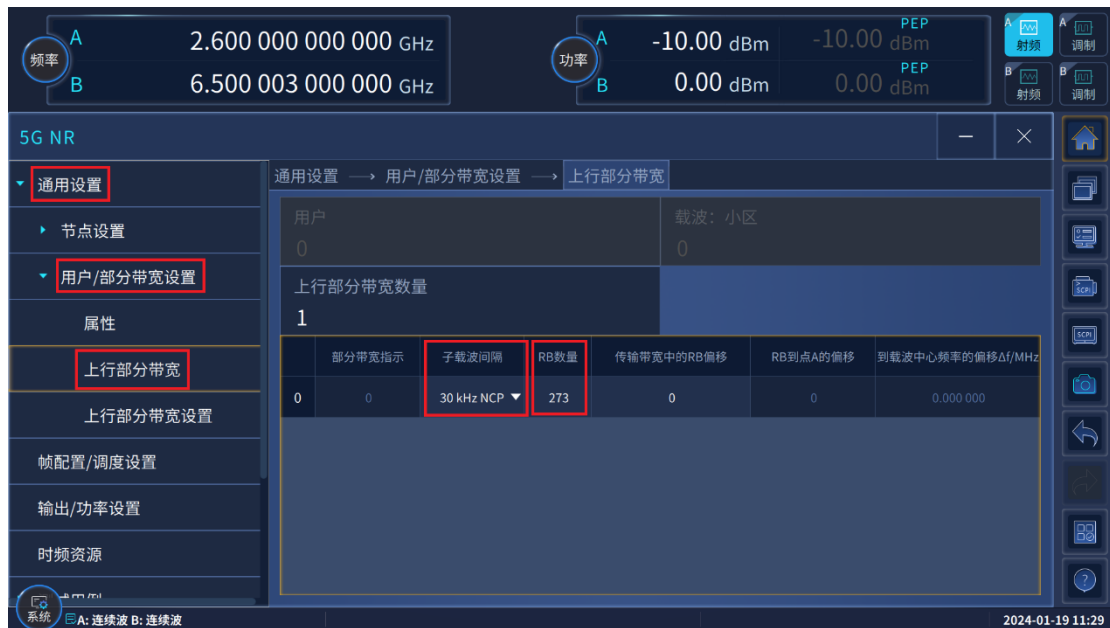 频率
A 2.600 000 000 000 GHz
B 6.500 003 000 000 GHz
功率
A -10.00 dBm -10.00 dBm PEP
B 0.00 dBm 0.00 dBm PEP
A 射频
A 调制
B 射频
B 调制
5G NR
通用设置
节点设置
用户/部分带宽设置
属性
上行部分带宽
上行部分带宽设置
帧配置/调度设置
输出/功率设置
时频资源
通用设置 → 用户/部分带宽设置 → 上行部分带宽
用户 载波：小区
0 0
上行部分带宽数量
1
部分带宽指示 子载波间隔 RB数量 传输带宽中的RB偏移 RB到点A的偏移 到载波中心频率的偏移Δf/MHz
0 0 30 kHz NCP 273 0 0 0.000 000
SCPI
SCPI
系统 A: 连续波 B: 连续波 2024-01-19 11:29